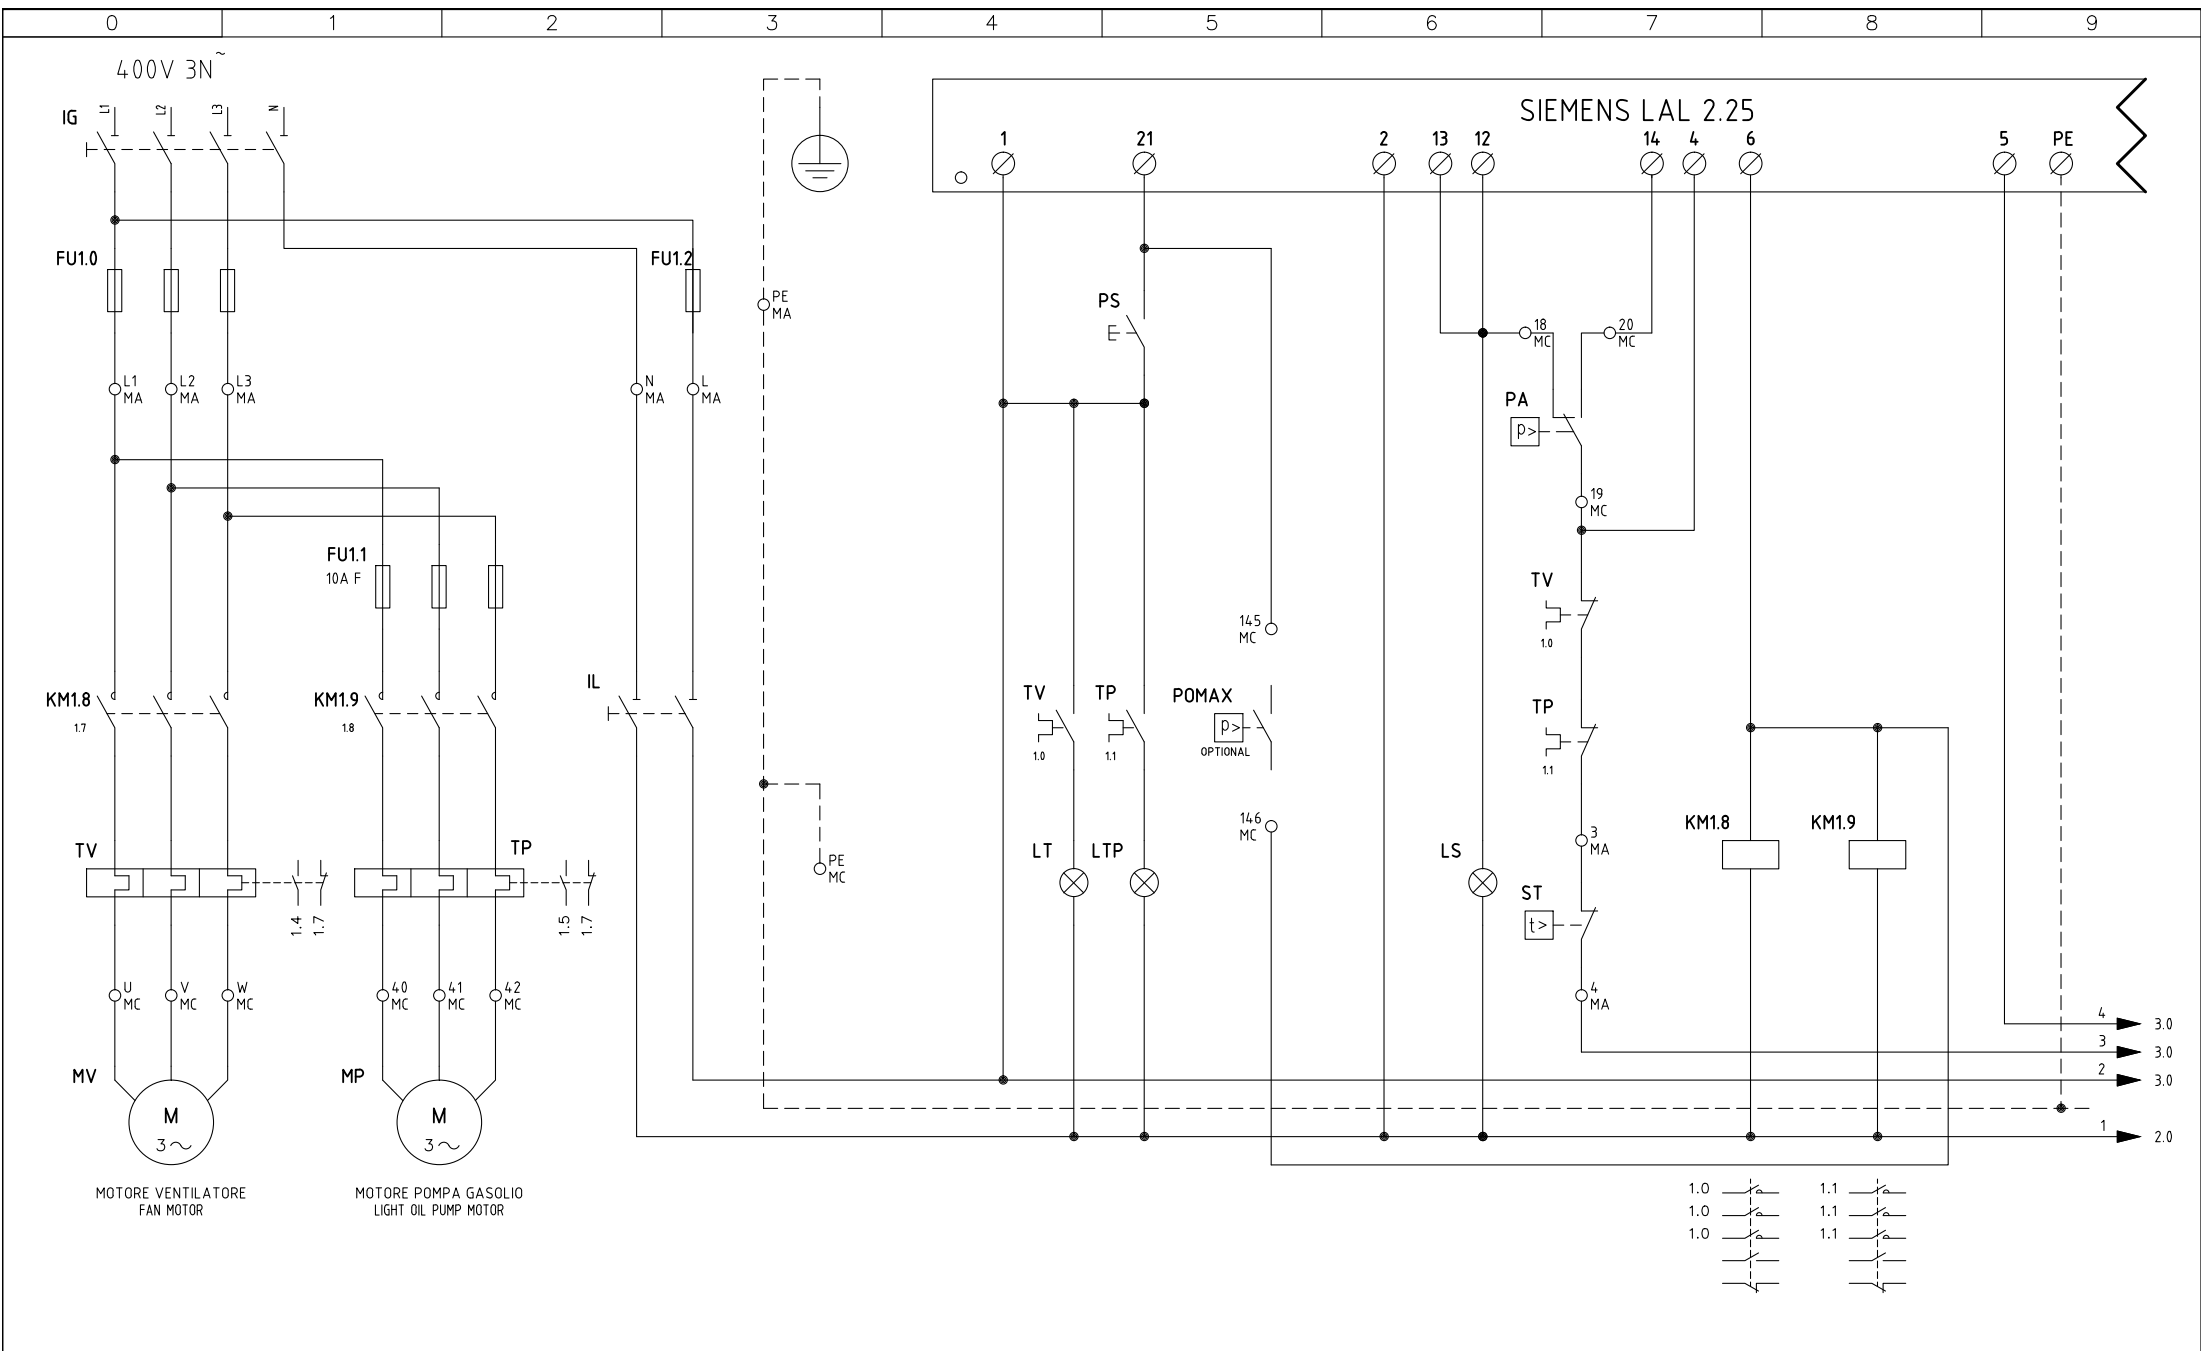 0 1 2 3 4 5 6 7 8 9
400V 3N~
SIEMENS LAL 2.25
IG L1 L2 L3 N
1 21 2 13 12 14 4 6 5 PE
FU1.0
FU1.2
PE
MA
PS
18
MC
20
MC
L1
MA
L2
MA
L3
MA
N
MA
L
MA
PA
p>
19
MC
FU1.1
10A F
TV
1.0
145
MC
KM1.8
1.7
KM1.9
1.8
IL
TV
1.0
TP
1.1
POMAX
p>
OPTIONAL
TP
1.1
146
MC
KM1.8
KM1.9
TV
TP
PE
MC
LT
LTP
LS
3
MA
1.4
1.7
1.5
1.7
ST
t>
U
MC
V
MC
W
MC
40
MC
41
MC
42
MC
4
MA
4 3.0
3 3.0
2 3.0
1 2.0
MV
M
3~
MP
M
3~
MOTORE VENTILATORE
FAN MOTOR
MOTORE POMPA GASOLIO
LIGHT OIL PUMP MOTOR
1.0 1.1
1.0 1.1
1.0 1.1